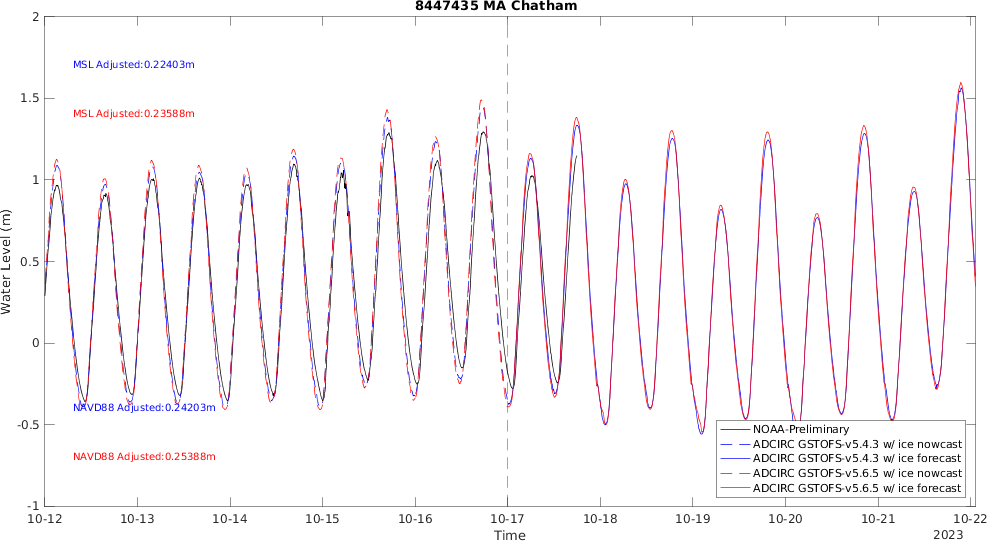 8447435 MA Chatham
2
1.5
1
0.5
0
-0.5
-1
Water Level (m)
MSL Adjusted:0.22403m
MSL Adjusted:0.23588m
NAVD88 Adjusted:0.24203m
NAVD88 Adjusted:0.25388m
NOAA-Preliminary
ADCIRC GSTOFS-v5.4.3 w/ ice nowcast
ADCIRC GSTOFS-v5.4.3 w/ ice forecast
ADCIRC GSTOFS-v5.6.5 w/ ice nowcast
ADCIRC GSTOFS-v5.6.5 w/ ice forecast
10-12 10-13 10-14 10-15 10-16 10-17 10-18 10-19 10-20 10-21 10-22
Time
2023